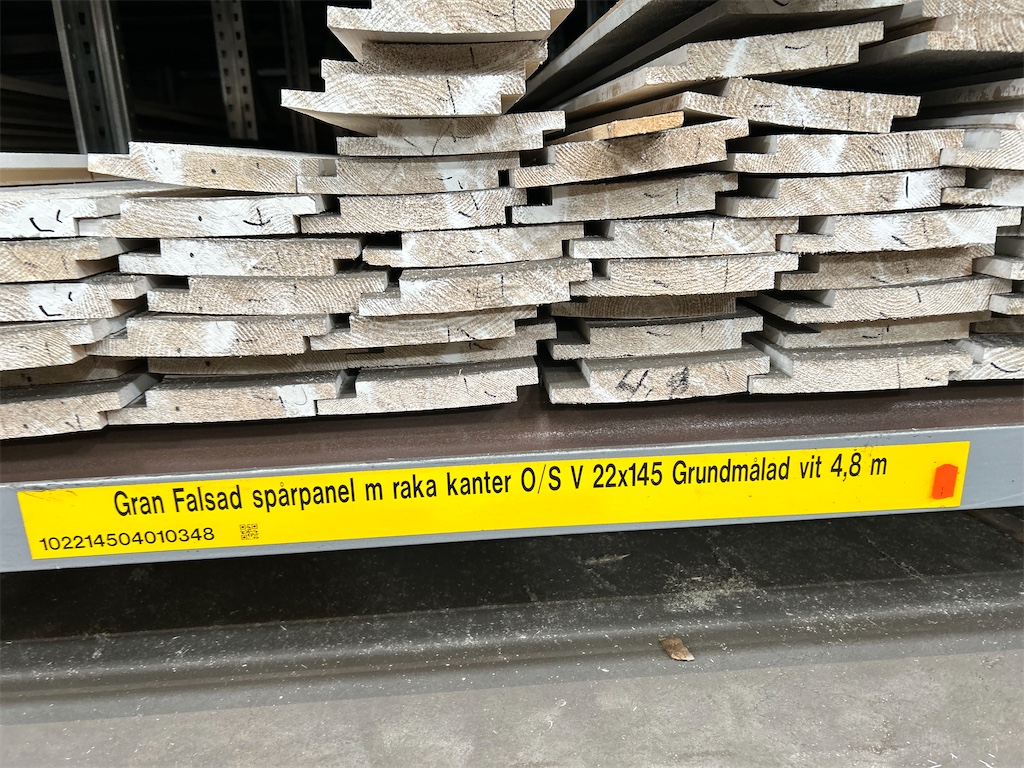 Gran Falsad spårpanel m raka kanter O/S V 22x145 Grundmålad vit 4,8 m
102214504010348